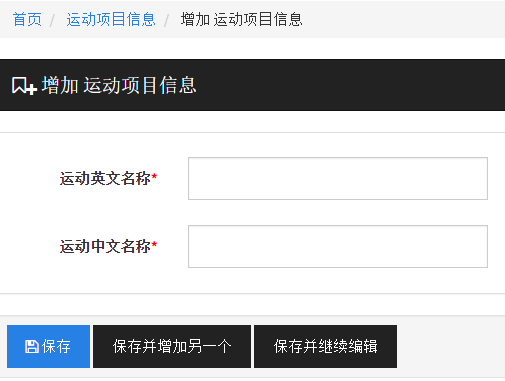 首页 / 运动项目信息 / 增加 运动项目信息
增加 运动项目信息
运动英文名称*
运动中文名称*
保存 保存并增加另一个 保存并继续编辑